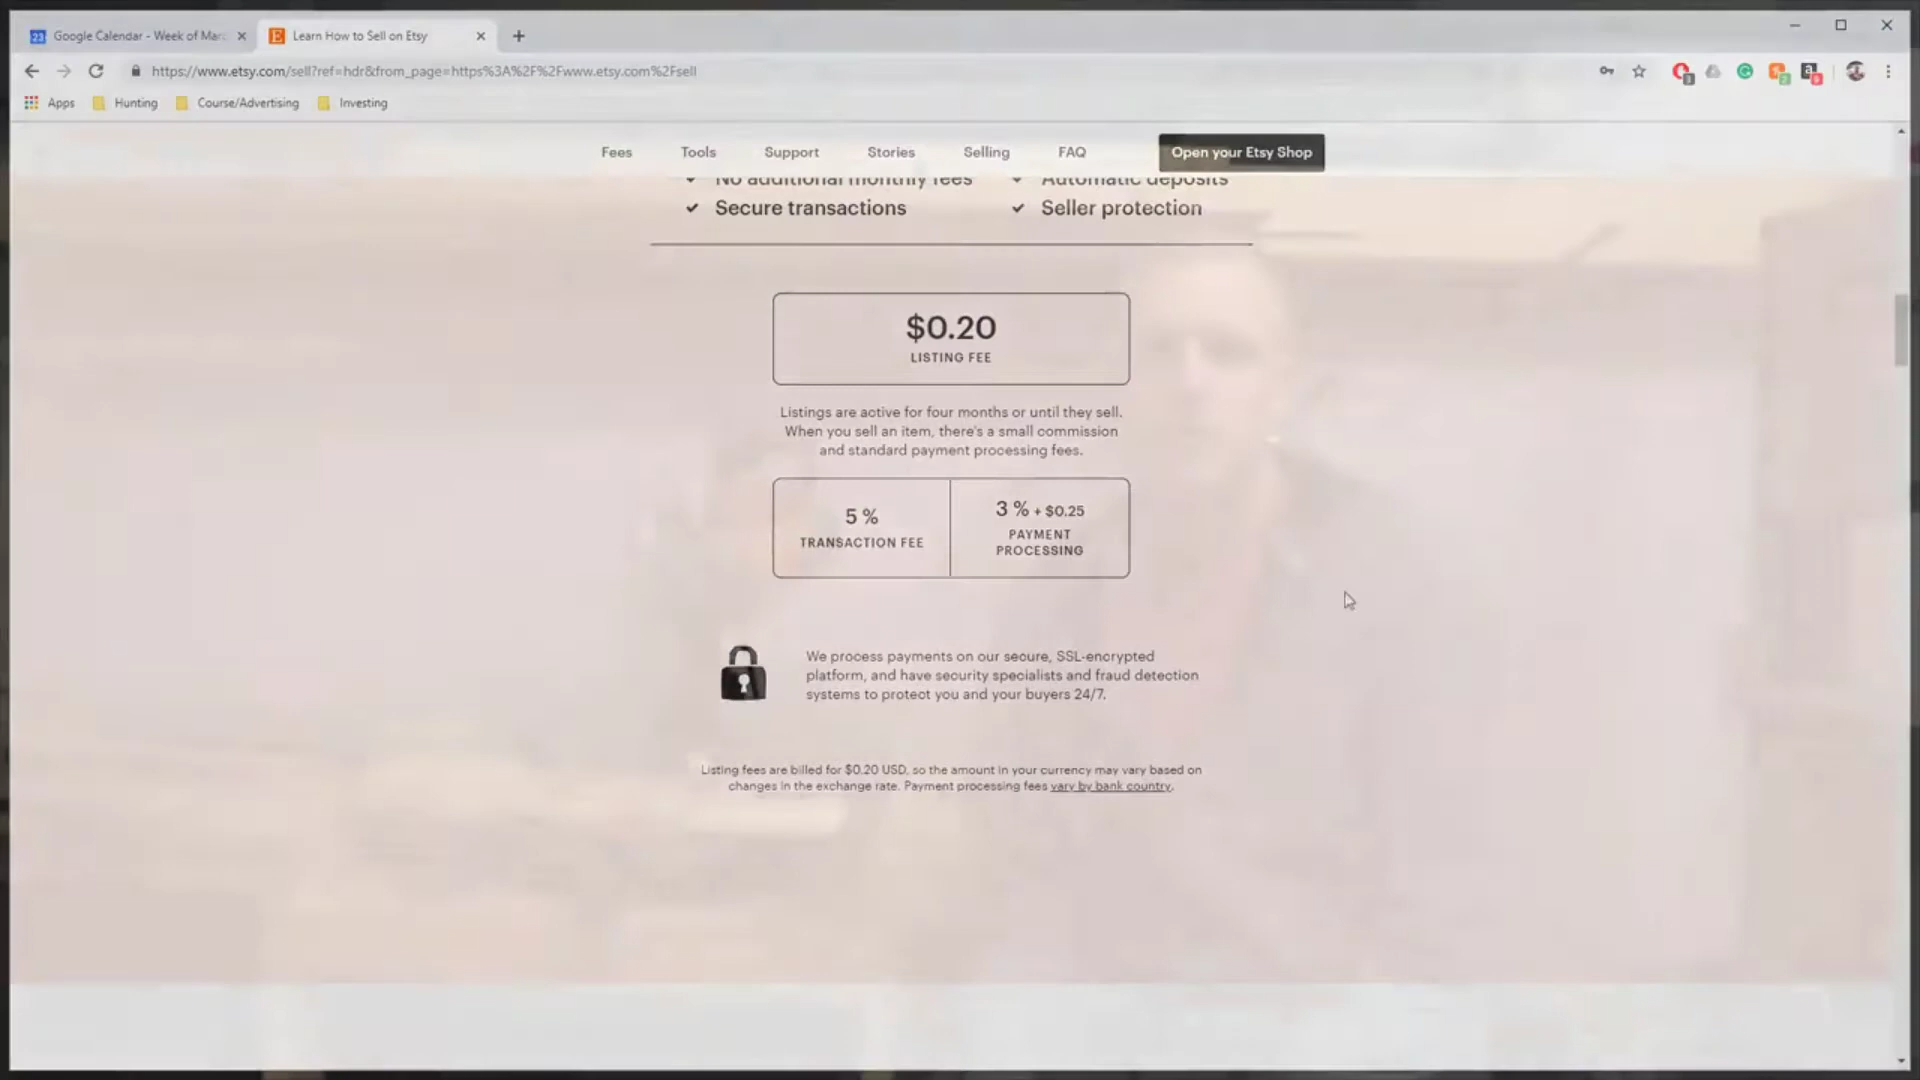 Google Calendar - Week of Mar
Learn How to Sell on Etsy
https://www.etsy.com/sell?ref=hdr&from_page=https%3A%2F%2Fwww.etsy.com%2Fsell
Apps
Hunting
Course/Advertising
Investing
Fees
Tools
Support
Stories
Selling
FAQ
Open your Etsy Shop
No additional monthly fees
Automatic deposits
Secure transactions
Seller protection
$0.20
LISTING FEE
Listings are active for four months or until they sell.
When you sell an item, there's a small commission
and standard payment processing fees.
5 %
TRANSACTION FEE
3 % + $0.25
PAYMENT
PROCESSING
We process payments on our secure, SSL-encrypted
platform, and have security specialists and fraud detection
systems to protect you and your buyers 24/7.
Listing fees are billed for $0.20 USD, so the amount in your currency may vary based on
changes in the exchange rate. Payment processing fees vary by bank country.